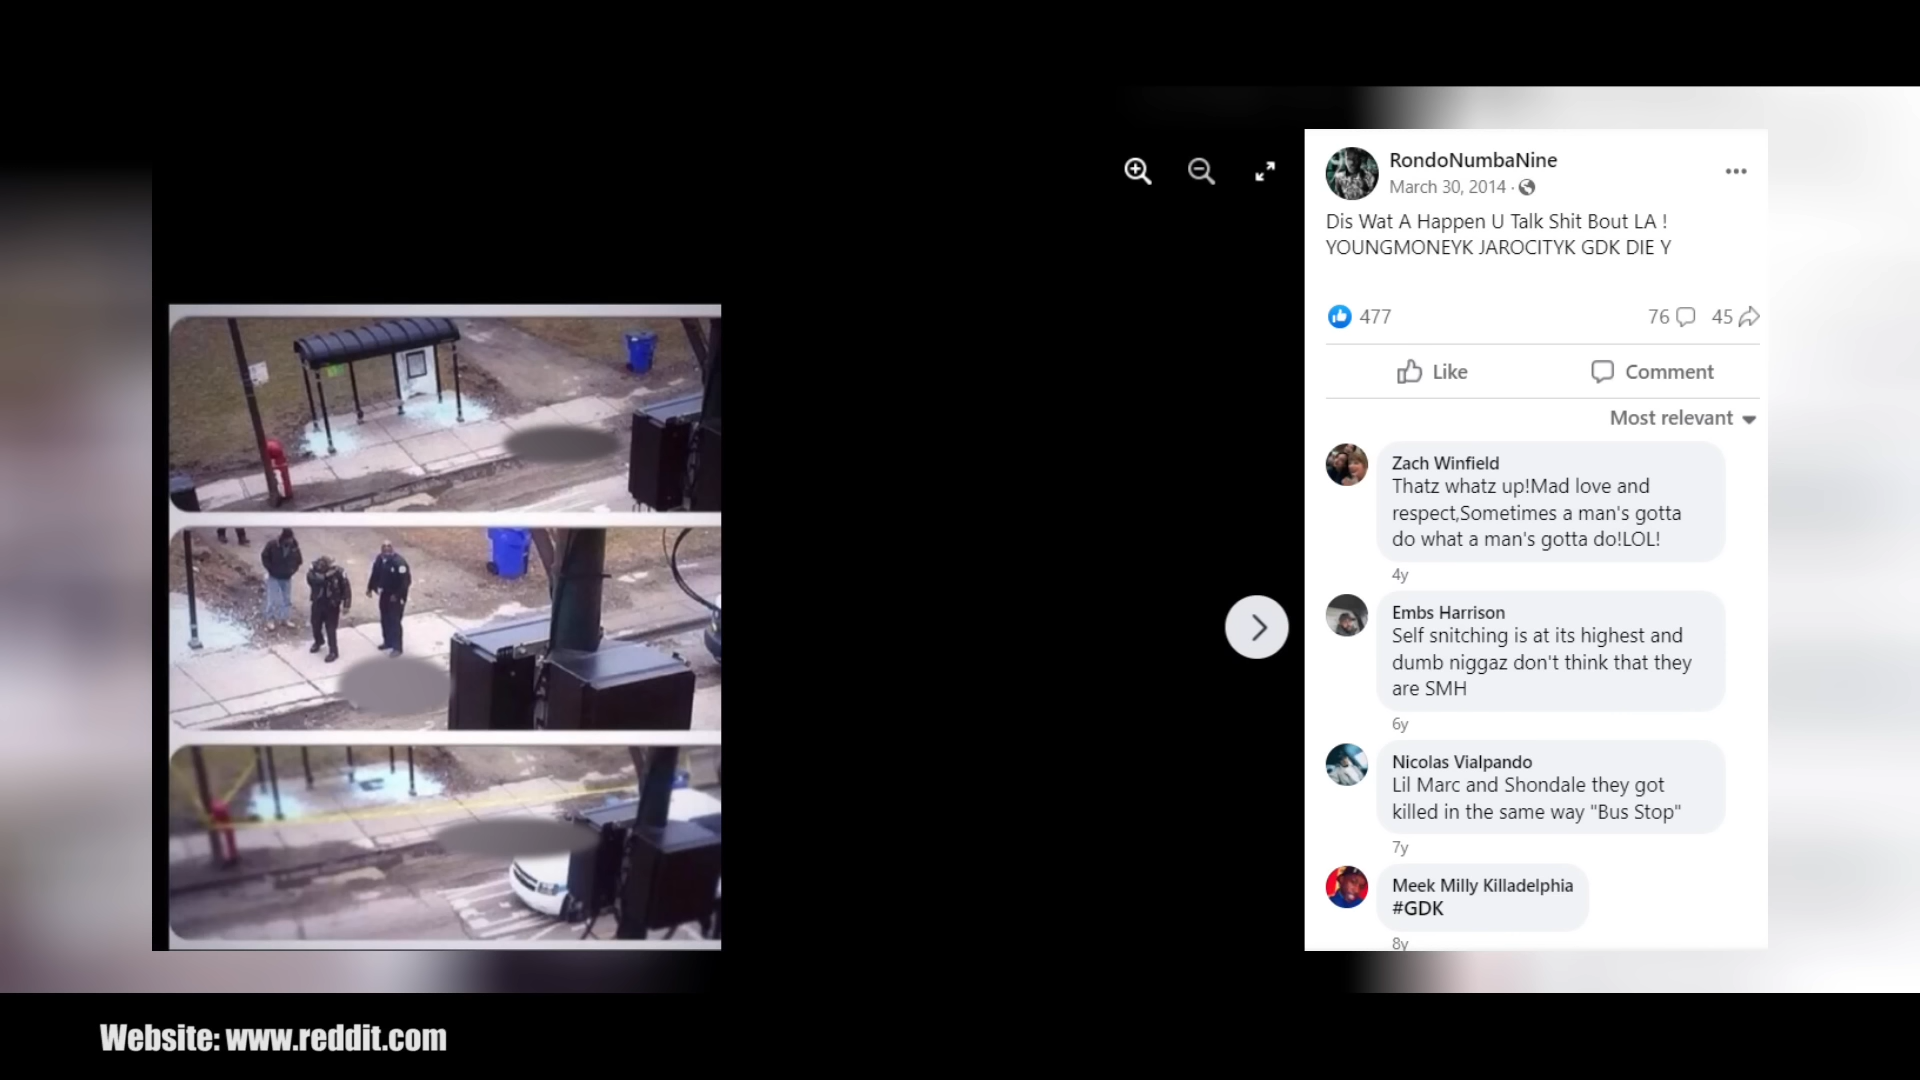 RondoNumbaNine
March 30, 2014 ·
Dis Wat A Happen U Talk Shit Bout LA !
YOUNGMONEYK JAROCITYK GDK DIE Y
477
76
45
Like
Comment
Most relevant
Zach Winfield
Thatz whatz up!Mad love and
respect,Sometimes a man's gotta
do what a man's gotta do!LOL!
4y
Embs Harrison
Self snitching is at its highest and
dumb niggaz don't think that they
are SMH
6y
Nicolas Vialpando
Lil Marc and Shondale they got
killed in the same way "Bus Stop"
7y
Meek Milly Killadelphia
#GDK
8y
Website: www.reddit.com